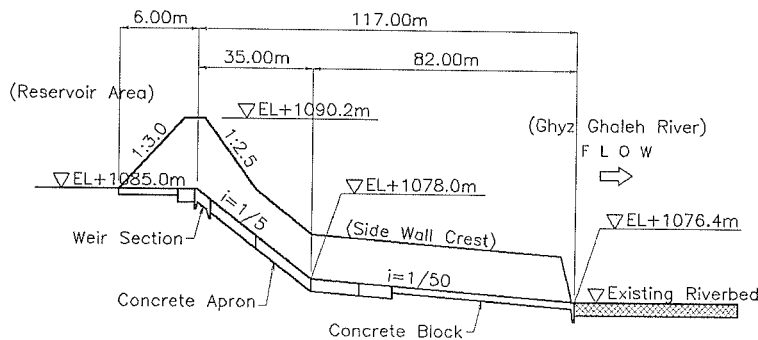 6.00m
117.00m
35.00m
82.00m
(Reservoir Area)
▽EL+1090.2m
(Ghyz Ghaleh River)
FLOW
1:3.0
1:2.5
▽EL+1085.0m
▽EL+1078.0m
▽EL+1076.4m
i=1/5
Weir Section
(Side Wall Crest)
i=1/50
▽Existing Riverbed
Concrete Apron
Concrete Block